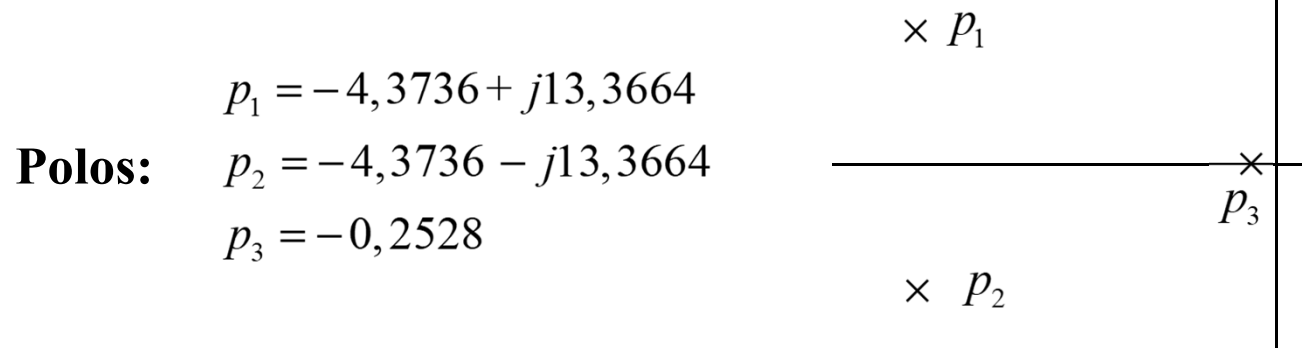 p₁ = −4,3736 + j13,3664
Polos: p₂ = −4,3736 − j13,3664
p₃ = −0,2528
× p₁
×
p₃
× p₂